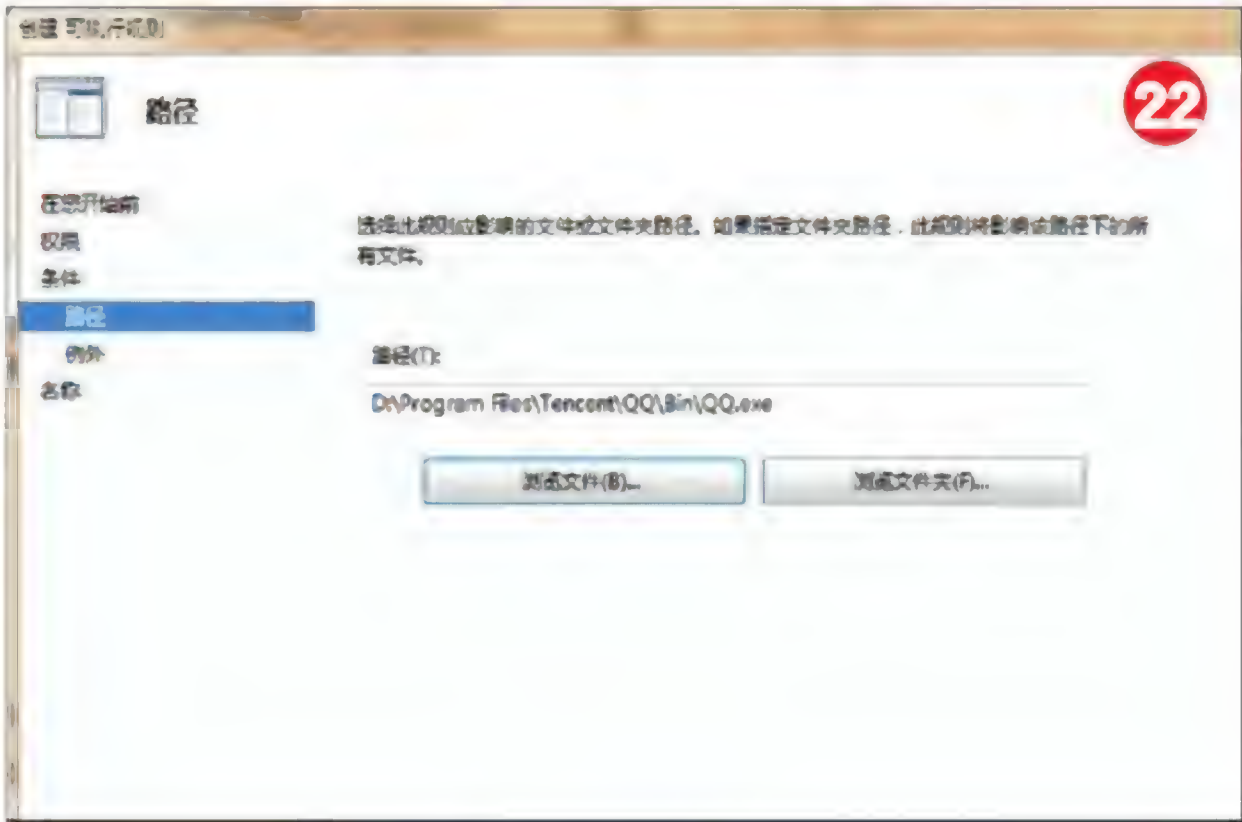 创建 可执行规则
路径
22
在您开始前
权限
条件
路径
例外
名称
选择此规则应影响的文件或文件夹路径。如果指定文件夹路径，此规则将影响该路径下的所
有文件。
路径(T):
D:\Program Files\Tencent\QQ\Bin\QQ.exe
浏览文件(B)...
浏览文件夹(F)...